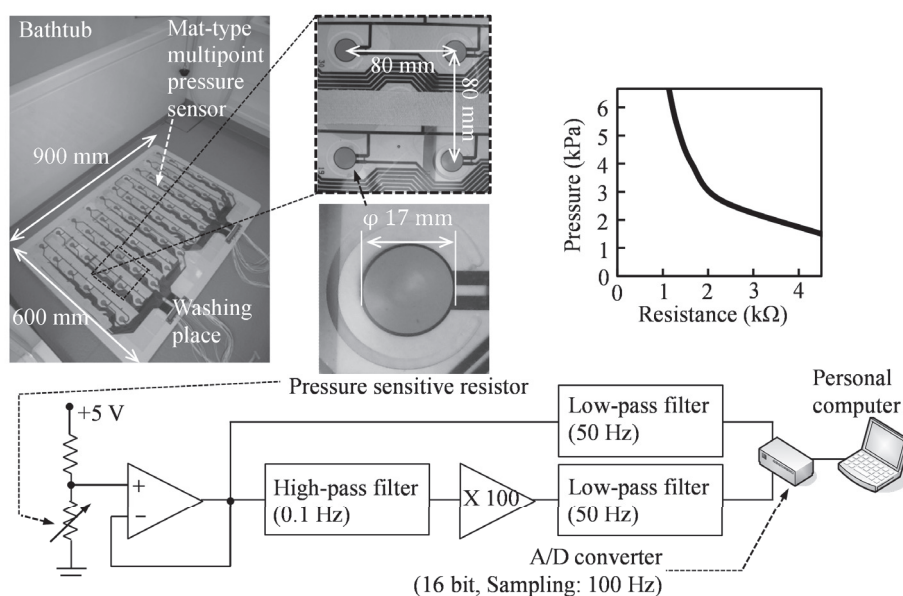 Bathtub
Mat-type
multipoint
pressure
sensor
900 mm
600 mm
Washing
place
80 mm
80 mm
φ 17 mm
Pressure sensitive resistor
Pressure (kPa)
6
5
4
3
2
1
0
0 1 2 3 4
Resistance (kΩ)
+5 V
+
−
High-pass filter
(0.1 Hz)
X 100
Low-pass filter
(50 Hz)
Low-pass filter
(50 Hz)
Personal
computer
A/D converter
(16 bit, Sampling: 100 Hz)